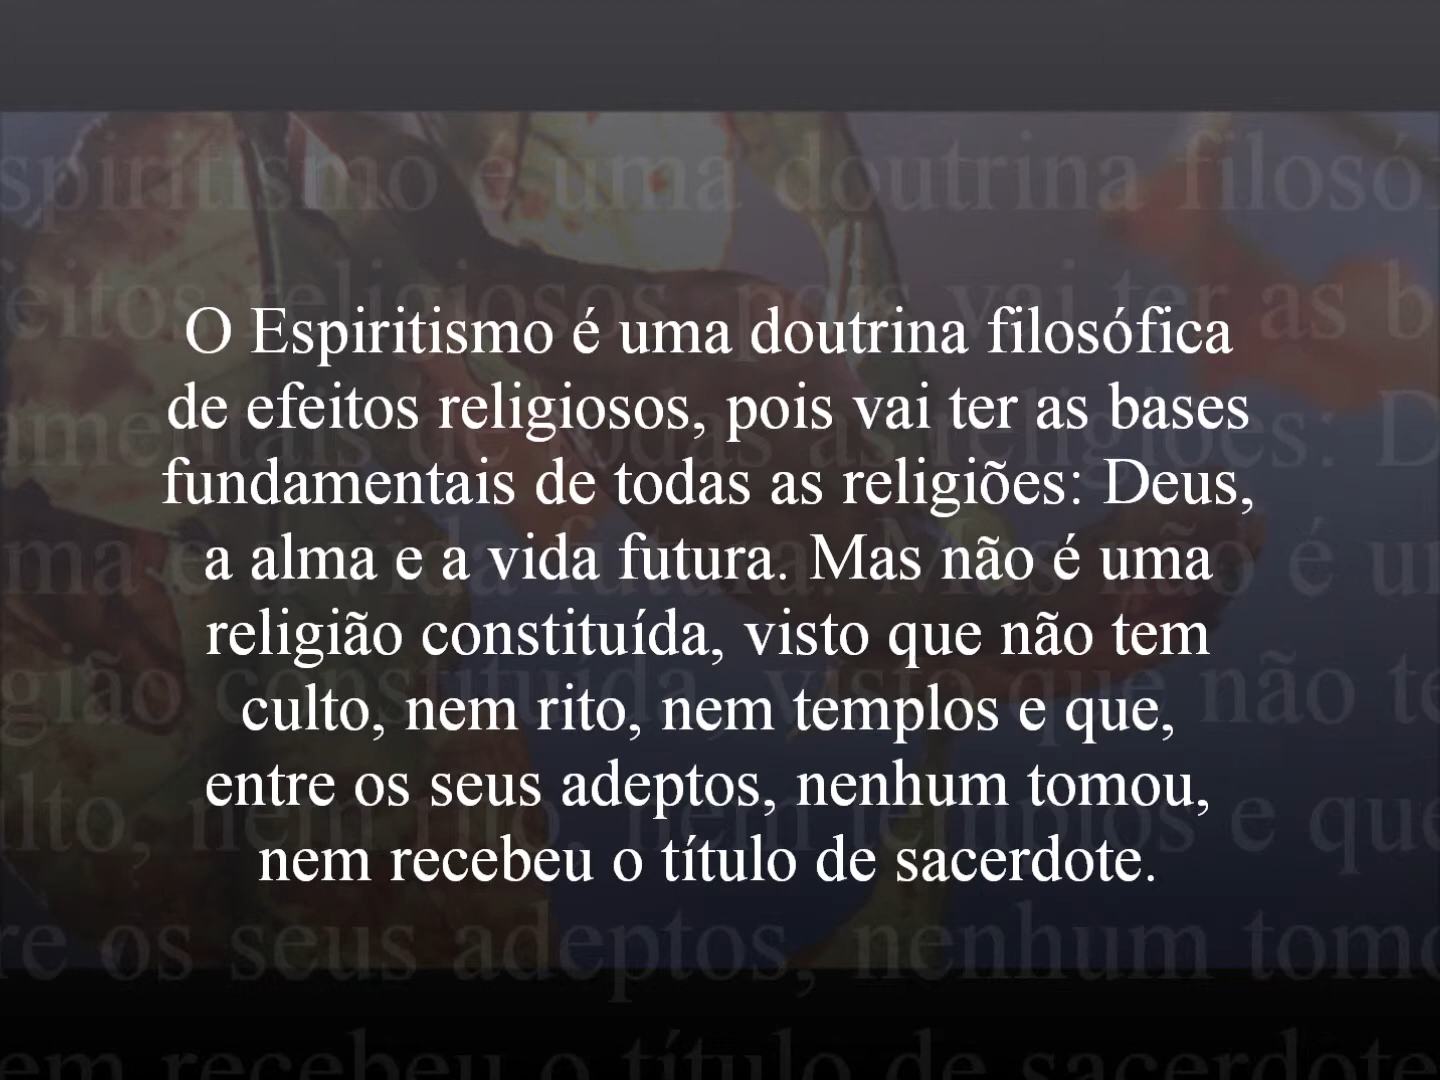 O Espiritismo é uma doutrina filosófica
de efeitos religiosos, pois vai ter as bases
fundamentais de todas as religiões: Deus,
a alma e a vida futura. Mas não é uma
religião constituída, visto que não tem
culto, nem rito, nem templos e que,
entre os seus adeptos, nenhum tomou,
nem recebeu o título de sacerdote.